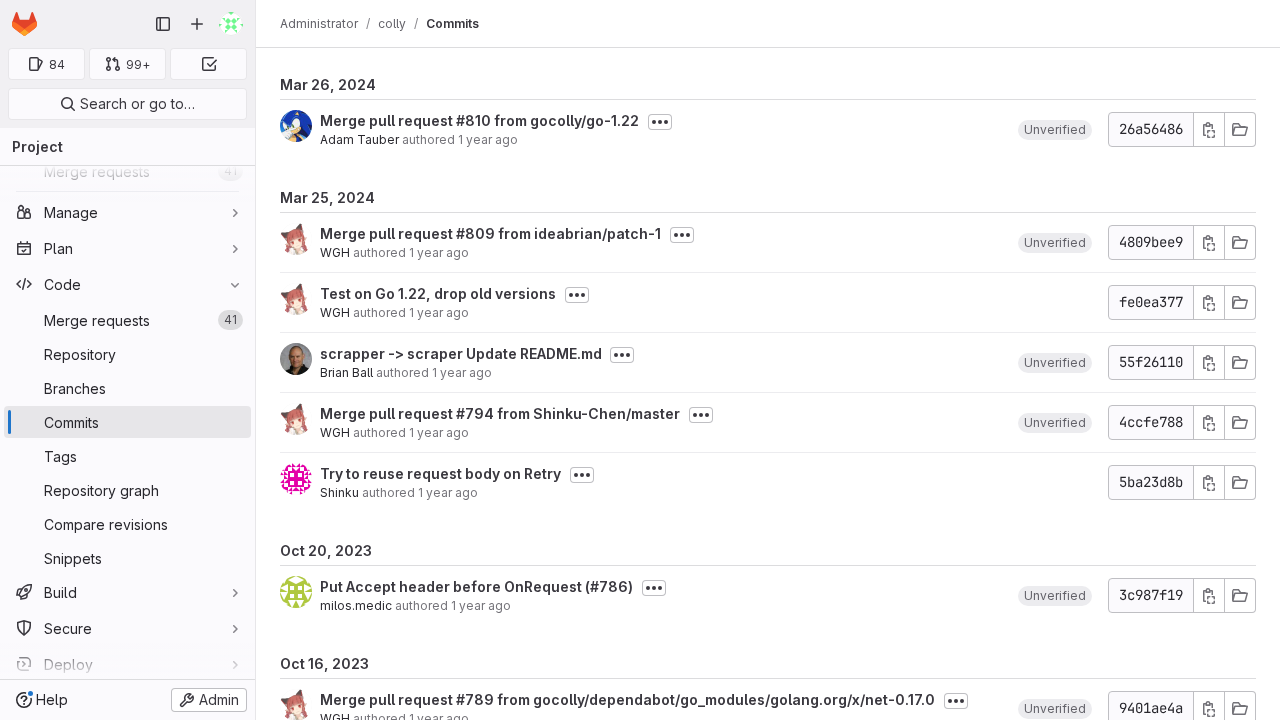 Administrator / colly / Commits
84
99+
Search or go to…
Project
Merge requests 41
Manage
Plan
Code
Merge requests 41
Repository
Branches
Commits
Tags
Repository graph
Compare revisions
Snippets
Build
Secure
Deploy
Help
Admin
Mar 26, 2024
Merge pull request #810 from gocolly/go-1.22
Adam Tauber authored 1 year ago
Unverified
26a56486
Mar 25, 2024
Merge pull request #809 from ideabrian/patch-1
WGH authored 1 year ago
Unverified
4809bee9
Test on Go 1.22, drop old versions
WGH authored 1 year ago
fe0ea377
scrapper -> scraper Update README.md
Brian Ball authored 1 year ago
Unverified
55f26110
Merge pull request #794 from Shinku-Chen/master
WGH authored 1 year ago
Unverified
4ccfe788
Try to reuse request body on Retry
Shinku authored 1 year ago
5ba23d8b
Oct 20, 2023
Put Accept header before OnRequest (#786)
milos.medic authored 1 year ago
Unverified
3c987f19
Oct 16, 2023
Merge pull request #789 from gocolly/dependabot/go_modules/golang.org/x/net-0.17.0
WGH authored 1 year ago
Unverified
9401ae4a